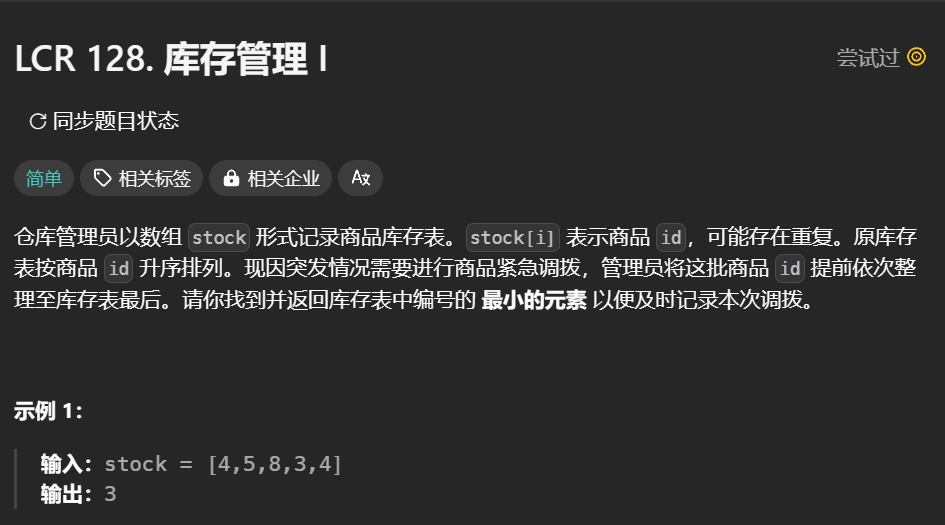 LCR 128. 库存管理 I
尝试过
同步题目状态
简单
相关标签
相关企业
仓库管理员以数组 stock 形式记录商品库存表。stock[i] 表示商品 id，可能存在重复。原库存
表按商品 id 升序排列。现因突发情况需要进行商品紧急调拨，管理员将这批商品 id 提前依次整
理至库存表最后。请你找到并返回库存表中编号的 最小的元素 以便及时记录本次调拨。
示例 1：
输入：stock = [4,5,8,3,4]
输出：3